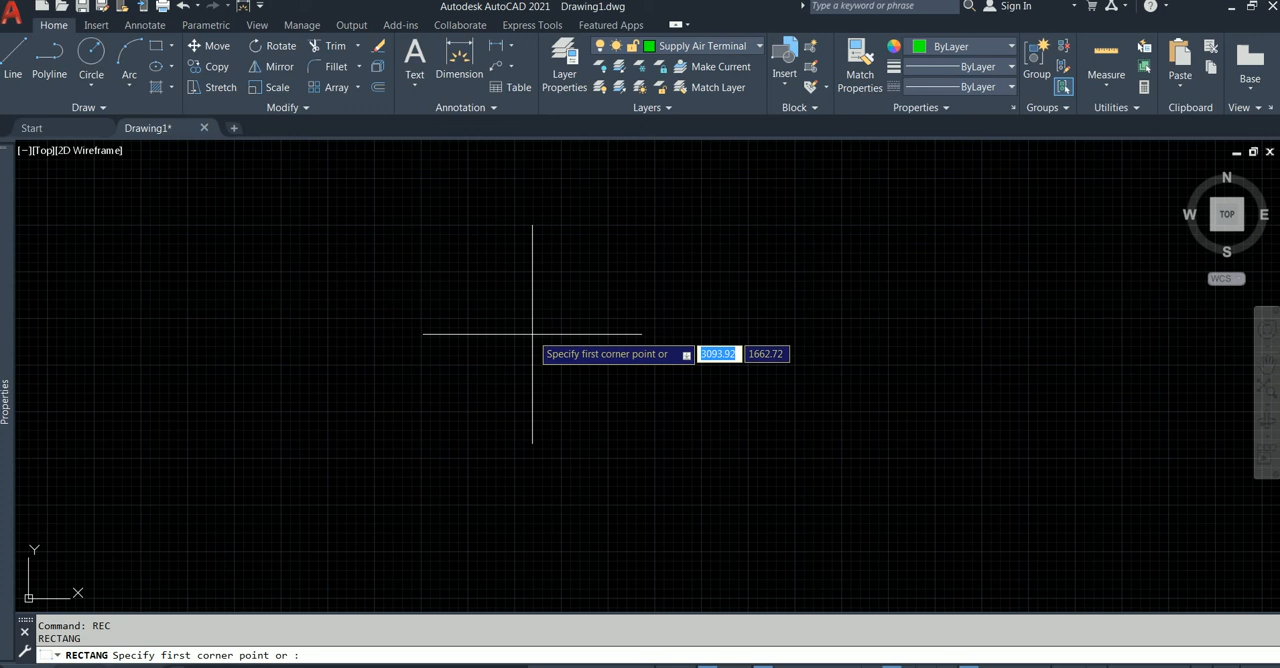 Autodesk AutoCAD 2021 Drawing1.dwg
Type a keyword or phrase
Sign In
Home Insert Annotate Parametric View Manage Output Add-ins Collaborate Express Tools Featured Apps
Line Polyline Circle Arc
Move Rotate Trim
Copy Mirror Fillet
Stretch Scale Array
Text Dimension
Table
Layer Properties
Supply Air Terminal
Make Current
Match Layer
Insert
Match Properties
ByLayer
ByLayer
ByLayer
Group
Measure
Paste
Base
Draw Modify Annotation Layers Block Properties Groups Utilities Clipboard View
Start Drawing1*
[−][Top][2D Wireframe]
N
W TOP E
S
WCS
Specify first corner point or 3093.92 1662.72
Properties
Y
X
Command: REC
RECTANG
RECTANG Specify first corner point or :